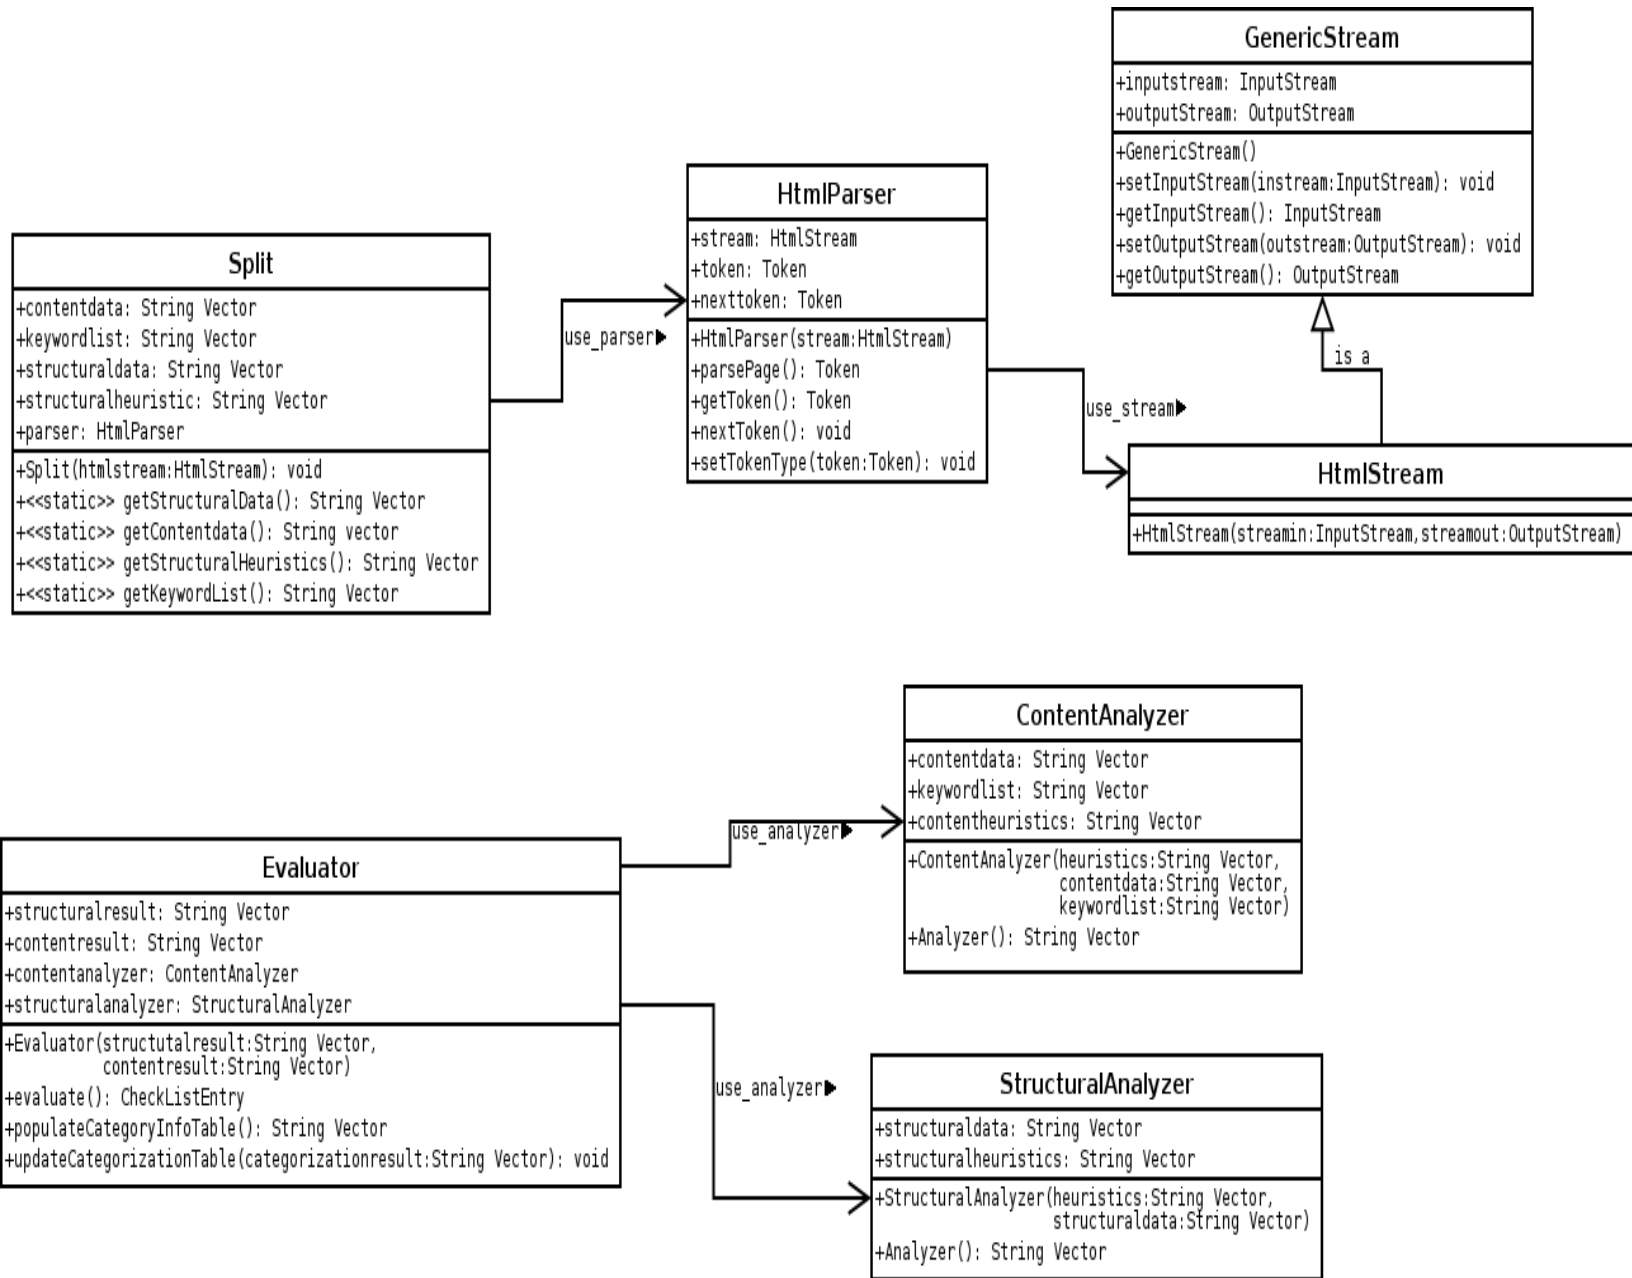 GenericStream
+inputstream: InputStream
+outputStream: OutputStream
+GenericStream()
+setInputStream(instream:InputStream): void
+getInputStream(): InputStream
+setOutputStream(outstream:OutputStream): void
+getOutputStream(): OutputStream
HtmlParser
+stream: HtmlStream
+token: Token
+nexttoken: Token
+HtmlParser(stream:HtmlStream)
+parsePage(): Token
+getToken(): Token
+nextToken(): void
+setTokenType(token:Token): void
Split
+contentdata: String Vector
+keywordlist: String Vector
+structuraldata: String Vector
+structuralheuristic: String Vector
+parser: HtmlParser
+Split(htmlstream:HtmlStream): void
+<<static>> getStructuralData(): String Vector
+<<static>> getContentdata(): String vector
+<<static>> getStructuralHeuristics(): String Vector
+<<static>> getKeywordList(): String Vector
use_parser
is a
use_stream
HtmlStream
+HtmlStream(streamin:InputStream,streamout:OutputStream)
ContentAnalyzer
+contentdata: String Vector
+keywordlist: String Vector
+contentheuristics: String Vector
+ContentAnalyzer(heuristics:String Vector,
contentdata:String Vector,
keywordlist:String Vector)
+Analyzer(): String Vector
use_analyzer
Evaluator
+structuralresult: String Vector
+contentresult: String Vector
+contentanalyzer: ContentAnalyzer
+structuralanalyzer: StructuralAnalyzer
+Evaluator(structutalresult:String Vector,
contentresult:String Vector)
+evaluate(): CheckListEntry
+populateCategoryInfoTable(): String Vector
+updateCategorizationTable(categorizationresult:String Vector): void
use_analyzer
StructuralAnalyzer
+structuraldata: String Vector
+structuralheuristics: String Vector
+StructuralAnalyzer(heuristics:String Vector,
structuraldata:String Vector)
+Analyzer(): String Vector